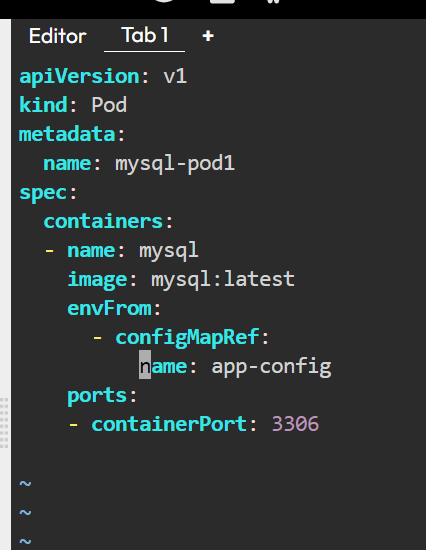 Editor Tab 1 +
apiVersion: v1
kind: Pod
metadata:
  name: mysql-pod1
spec:
  containers:
  - name: mysql
    image: mysql:latest
    envFrom:
      - configMapRef:
          name: app-config
    ports:
    - containerPort: 3306
~
~
~